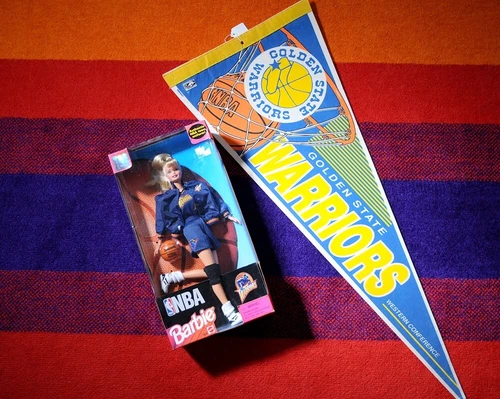 NBA
GOLDEN STATE
WARRIORS
GOLDEN STATE
WARRIORS
WESTERN CONFERENCE
NBA
Barbie